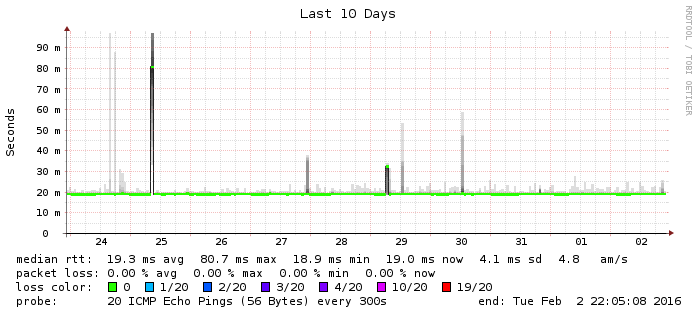 Last 10 Days
RRDTOOL / TOBI OETIKER
Seconds
90 m
80 m
70 m
60 m
50 m
40 m
30 m
20 m
10 m
0
24 25 26 27 28 29 30 31 01 02
median rtt: 19.3 ms avg 80.7 ms max 18.9 ms min 19.0 ms now 4.1 ms sd 4.8 am/s
packet loss: 0.00 % avg 0.00 % max 0.00 % min 0.00 % now
loss color: 0 1/20 2/20 3/20 4/20 10/20 19/20
probe: 20 ICMP Echo Pings (56 Bytes) every 300s end: Tue Feb 2 22:05:08 2016